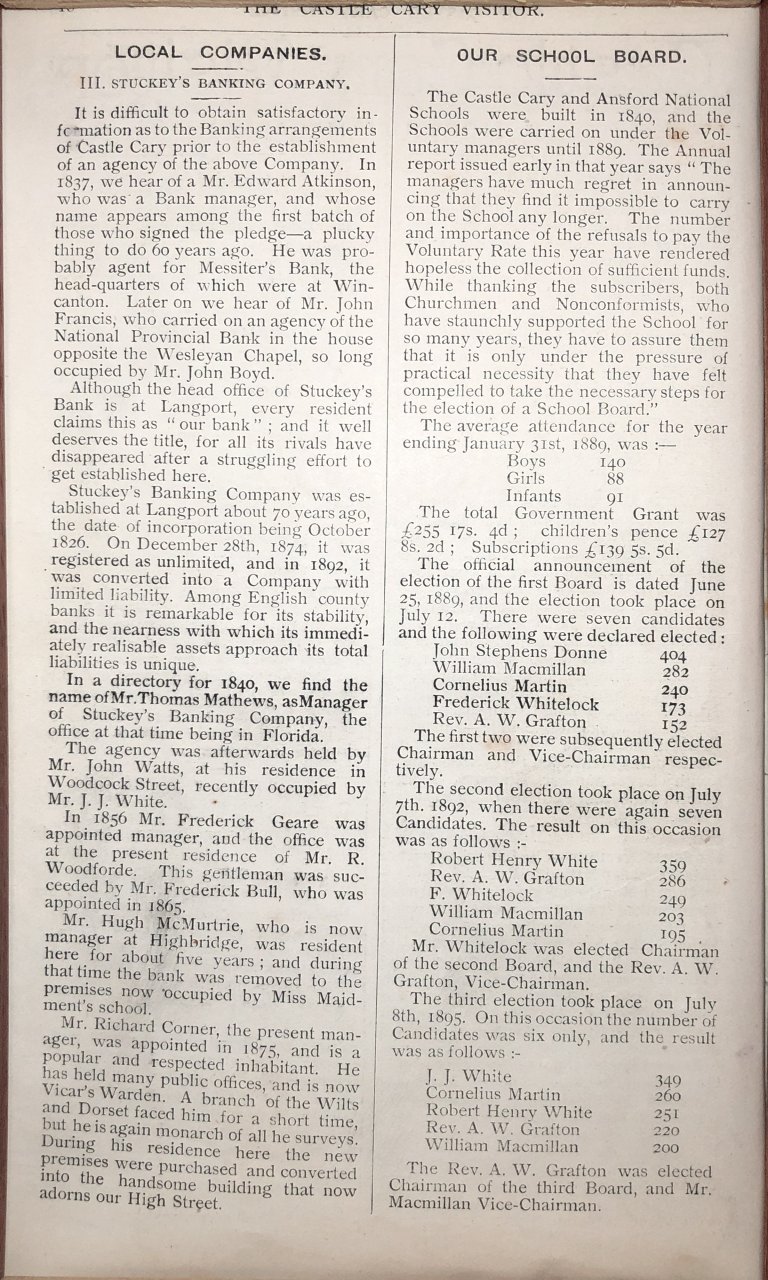 THE CASTLE CARY VISITOR.
LOCAL COMPANIES.
III. STUCKEY'S BANKING COMPANY.
It is difficult to obtain satisfactory in-
formation as to the Banking arrangements
of Castle Cary prior to the establishment
of an agency of the above Company. In
1837, we hear of a Mr. Edward Atkinson,
who was a Bank manager, and whose
name appears among the first batch of
those who signed the pledge—a plucky
thing to do 60 years ago. He was pro-
bably agent for Messiter's Bank, the
head-quarters of which were at Win-
canton. Later on we hear of Mr. John
Francis, who carried on an agency of the
National Provincial Bank in the house
opposite the Wesleyan Chapel, so long
occupied by Mr. John Boyd.
Although the head office of Stuckey's
Bank is at Langport, every resident
claims this as "our bank"; and it well
deserves the title, for all its rivals have
disappeared after a struggling effort to
get established here.
Stuckey's Banking Company was es-
tablished at Langport about 70 years ago,
the date of incorporation being October
1826. On December 28th, 1874, it was
registered as unlimited, and in 1892, it
was converted into a Company with
limited liability. Among English county
banks it is remarkable for its stability,
and the nearness with which its immedi-
ately realisable assets approach its total
liabilities is unique.
In a directory for 1840, we find the
name of Mr. Thomas Mathews, as Manager
of Stuckey's Banking Company, the
office at that time being in Florida.
The agency was afterwards held by
Mr. John Watts, at his residence in
Woodcock Street, recently occupied by
Mr. J. J. White.
In 1856 Mr. Frederick Geare was
appointed manager, and the office was
at the present residence of Mr. R.
Woodforde. This gentleman was suc-
ceeded by Mr. Frederick Bull, who was
appointed in 1865.
Mr. Hugh McMurtrie, who is now
manager at Highbridge, was resident
here for about five years; and during
that time the bank was removed to the
premises now occupied by Miss Maid-
ment's school.
Mr. Richard Corner, the present man-
ager, was appointed in 1875, and is a
popular and respected inhabitant. He
has held many public offices, and is now
Vicar's Warden. A branch of the Wilts
and Dorset faced him for a short time,
but he is again monarch of all he surveys.
During his residence here the new
premises were purchased and converted
into the handsome building that now
adorns our High Street.
OUR SCHOOL BOARD.
The Castle Cary and Ansford National
Schools were built in 1840, and the
Schools were carried on under the Vol-
untary managers until 1889. The Annual
report issued early in that year says "The
managers have much regret in announ-
cing that they find it impossible to carry
on the School any longer. The number
and importance of the refusals to pay the
Voluntary Rate this year have rendered
hopeless the collection of sufficient funds.
While thanking the subscribers, both
Churchmen and Nonconformists, who
have staunchly supported the School for
so many years, they have to assure them
that it is only under the pressure of
practical necessity that they have felt
compelled to take the necessary steps for
the election of a School Board."
The average attendance for the year
ending January 31st, 1889, was :—
Boys 140
Girls 88
Infants 91
The total Government Grant was
£255 17s. 4d; children's pence £127
8s. 2d; Subscriptions £139 5s. 5d.
The official announcement of the
election of the first Board is dated June
25, 1889, and the election took place on
July 12. There were seven candidates
and the following were declared elected:
John Stephens Donne 404
William Macmillan 282
Cornelius Martin 240
Frederick Whitelock 173
Rev. A. W. Grafton 152
The first two were subsequently elected
Chairman and Vice-Chairman respec-
tively.
The second election took place on July
7th. 1892, when there were again seven
Candidates. The result on this occasion
was as follows :-
Robert Henry White 359
Rev. A. W. Grafton 286
F. Whitelock 249
William Macmillan 203
Cornelius Martin 195
Mr. Whitelock was elected Chairman
of the second Board, and the Rev. A. W.
Grafton, Vice-Chairman.
The third election took place on July
8th, 1895. On this occasion the number of
Candidates was six only, and the result
was as follows :-
J. J. White 349
Cornelius Martin 260
Robert Henry White 251
Rev. A. W. Grafton 220
William Macmillan 200
The Rev. A. W. Grafton was elected
Chairman of the third Board, and Mr.
Macmillan Vice-Chairman.